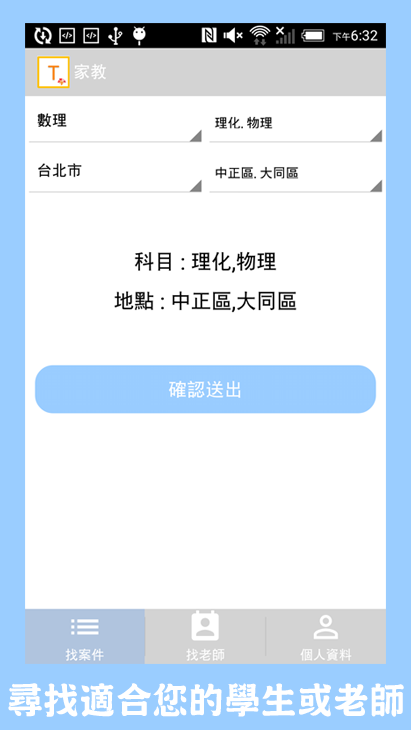 下午6:32
T 家教
數理 理化, 物理
台北市 中正區, 大同區
科目 : 理化,物理
地點 : 中正區,大同區
確認送出
找案件 找老師 個人資料
尋找適合您的學生或老師